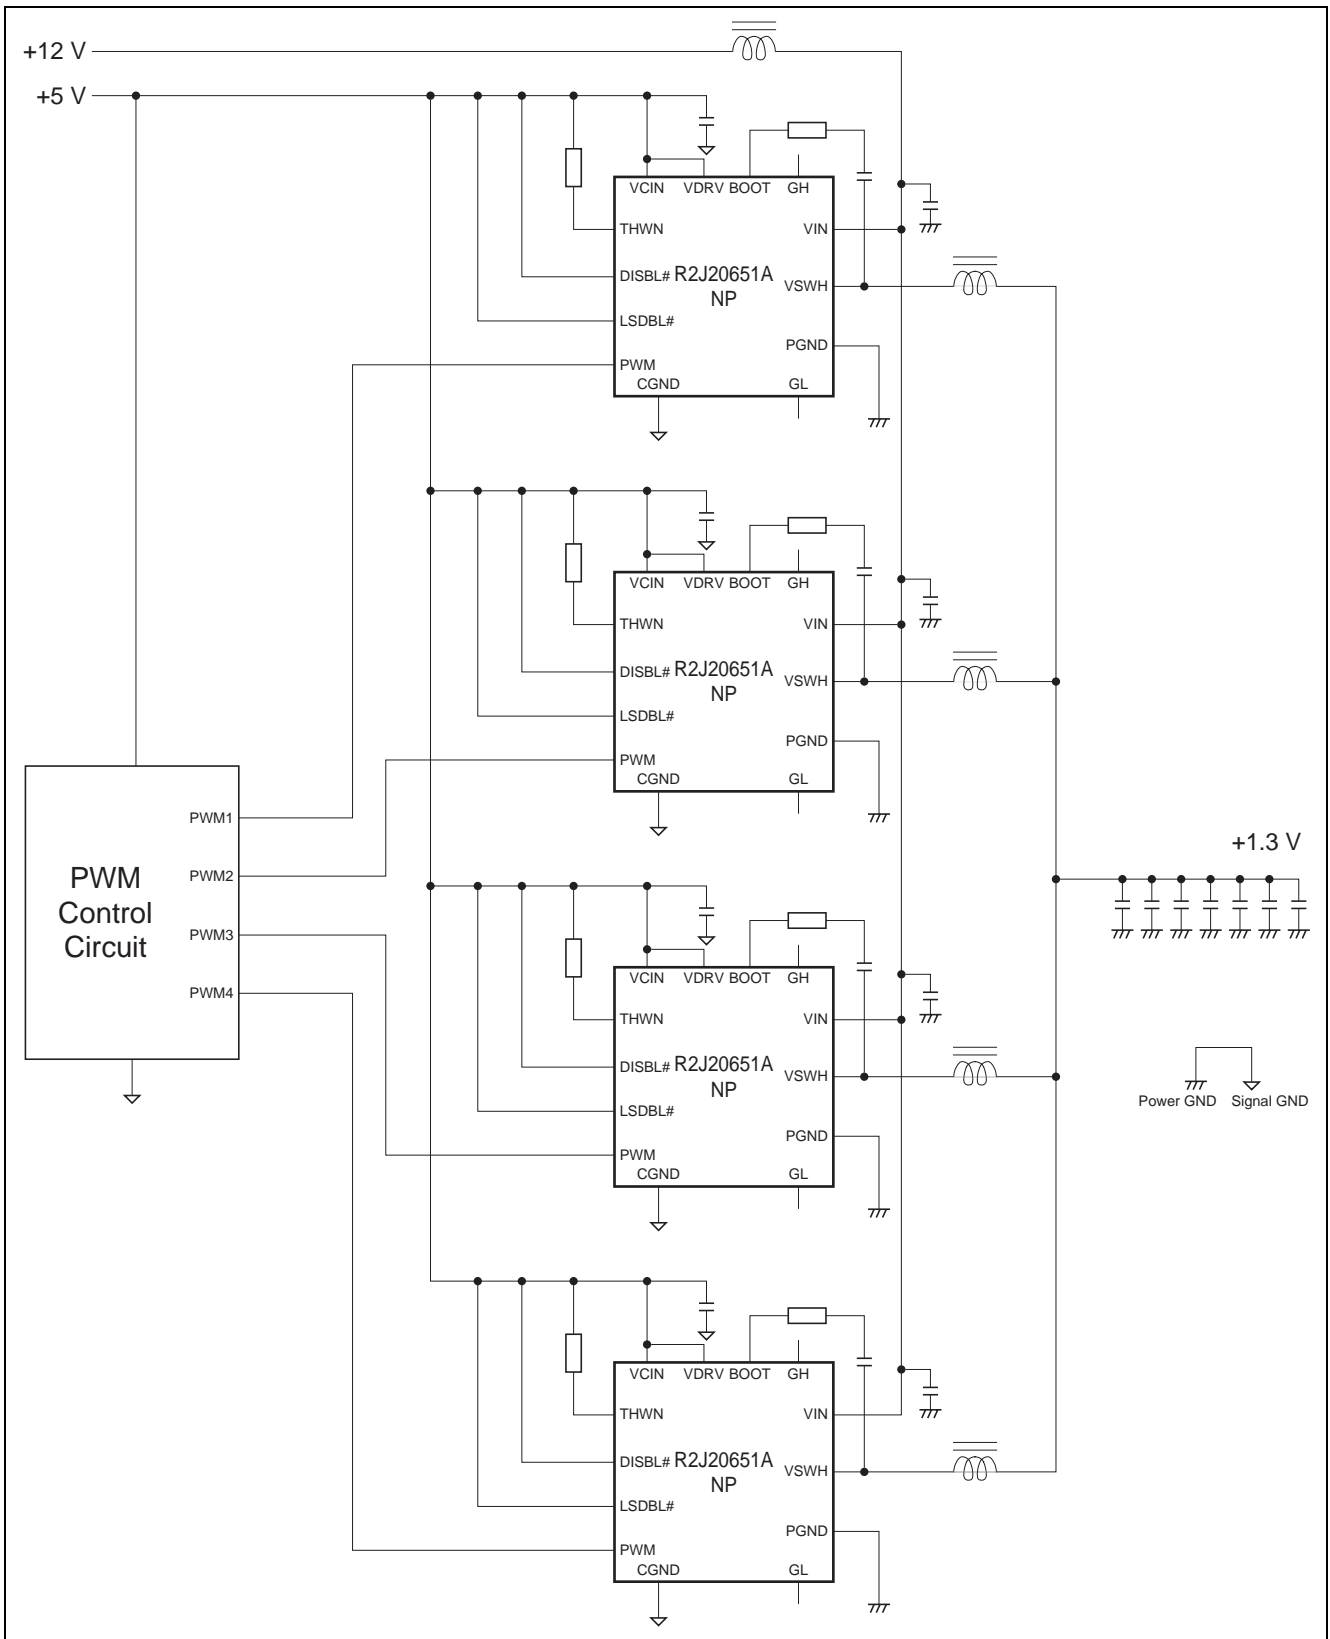 +12 V
+5 V
VCIN VDRV BOOT GH
THWN VIN
DISBL# R2J20651A NP VSWH
LSDBL#
PGND
PWM
CGND GL
VCIN VDRV BOOT GH
THWN VIN
DISBL# R2J20651A NP VSWH
LSDBL#
PGND
PWM
CGND GL
PWM Control Circuit
PWM1
PWM2
PWM3
PWM4
+1.3 V
VCIN VDRV BOOT GH
THWN VIN
DISBL# R2J20651A NP VSWH
LSDBL#
PGND
PWM
CGND GL
Power GND Signal GND
VCIN VDRV BOOT GH
THWN VIN
DISBL# R2J20651A NP VSWH
LSDBL#
PGND
PWM
CGND GL